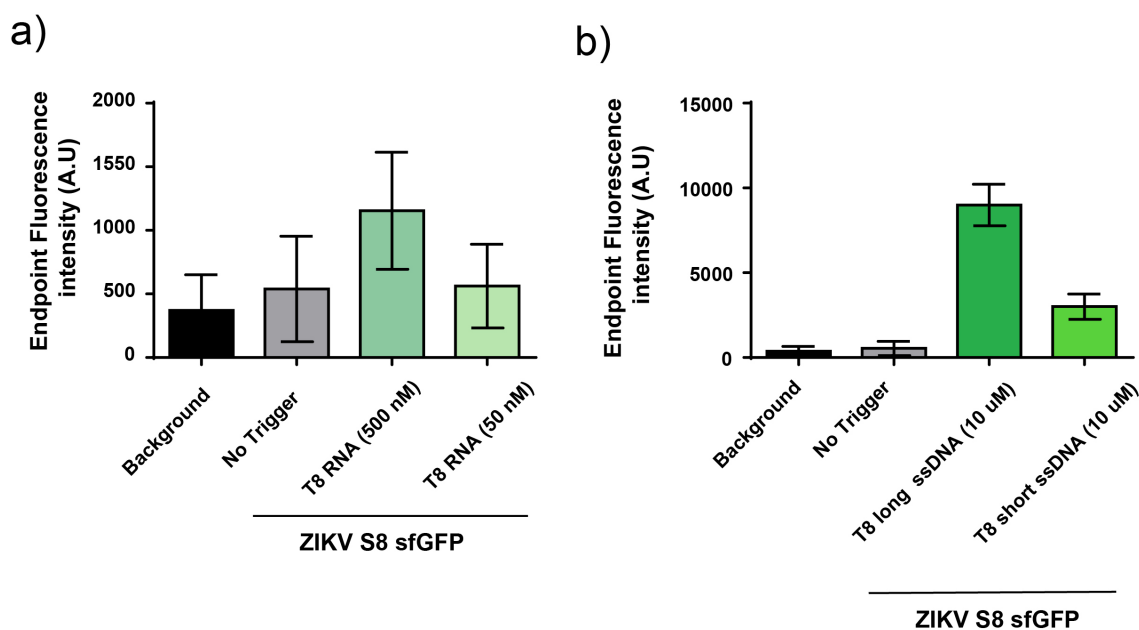 a)
Endpoint Fluorescence
intensity (A.U)
2000
1550
1000
500
0
Background
No Trigger
T8 RNA (500 nM)
T8 RNA (50 nM)
ZIKV S8 sfGFP
b)
Endpoint Fluorescence
intensity (A.U)
15000
10000
5000
0
Background
No Trigger
T8 long ssDNA (10 uM)
T8 short ssDNA (10 uM)
ZIKV S8 sfGFP